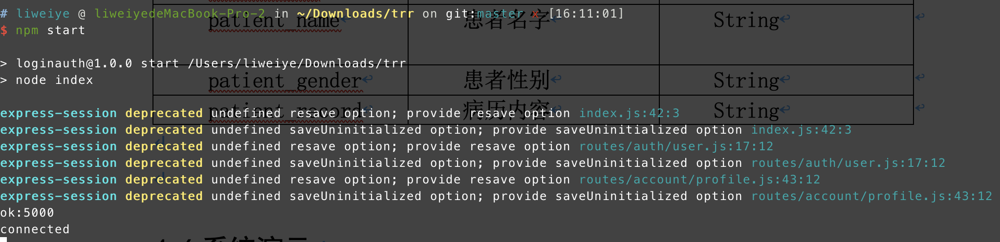 # liweiye @ liweiyedeMacBook-Pro-2 in ~/Downloads/trr on git:master x [16:11:01]
patient_name 患者名字 String
$ npm start
> loginauth@1.0.0 start /Users/liweiye/Downloads/trr
> node index
patient_gender 患者性别 String
patient_record 病历内容 String
express-session deprecated undefined resave option; provide resave option index.js:42:3
express-session deprecated undefined saveUninitialized option; provide saveUninitialized option index.js:42:3
express-session deprecated undefined resave option; provide resave option routes/auth/user.js:17:12
express-session deprecated undefined saveUninitialized option; provide saveUninitialized option routes/auth/user.js:17:12
express-session deprecated undefined resave option; provide resave option routes/account/profile.js:43:12
express-session deprecated undefined saveUninitialized option; provide saveUninitialized option routes/account/profile.js:43:12
ok:5000
connected